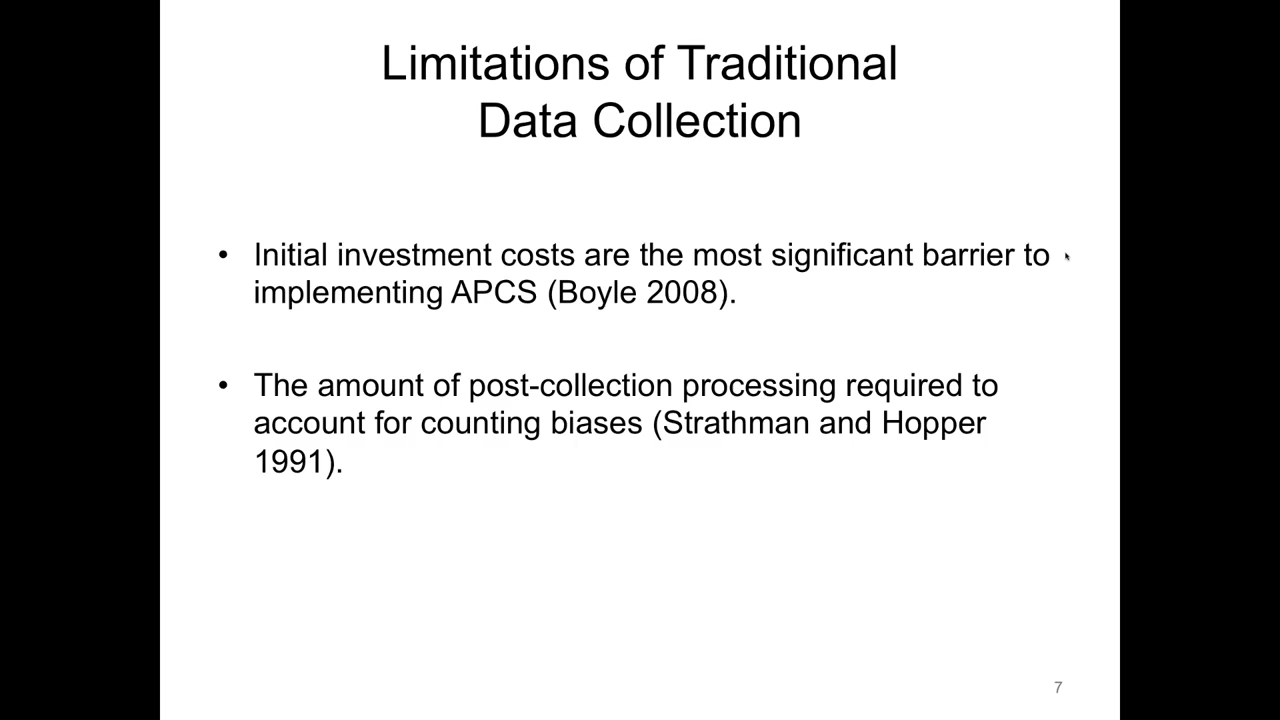 Limitations of Traditional
Data Collection
• Initial investment costs are the most significant barrier to
implementing APCS (Boyle 2008).
• The amount of post-collection processing required to
account for counting biases (Strathman and Hopper
1991).
7